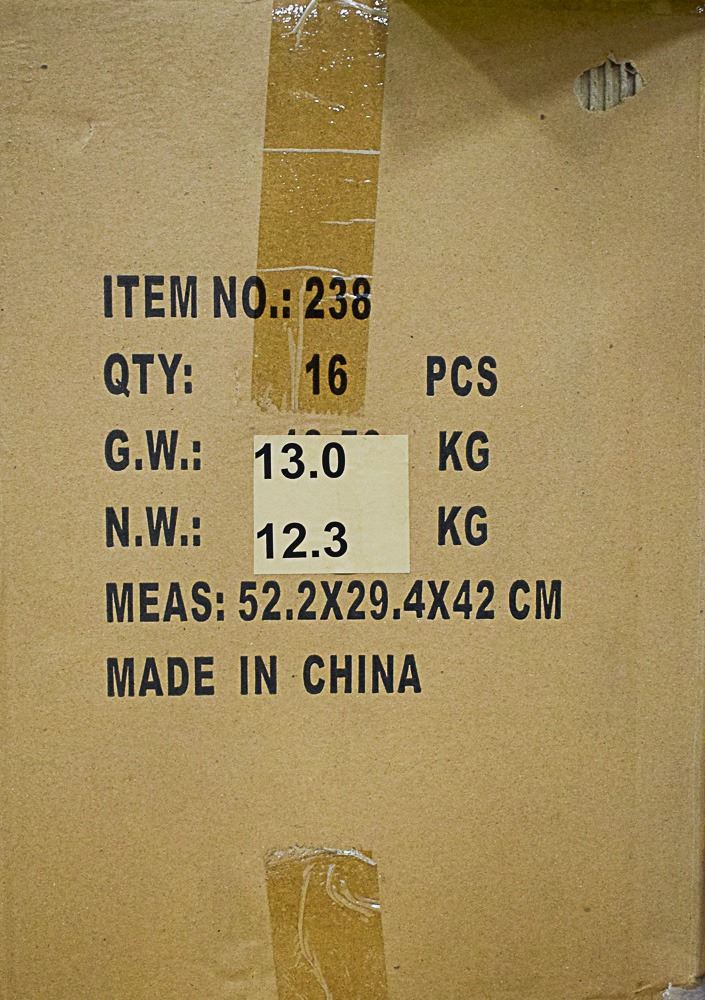 ITEM NO.: 238
QTY: 16 PCS
G.W.: 13.0 KG
N.W.: 12.3 KG
MEAS: 52.2X29.4X42 CM
MADE IN CHINA